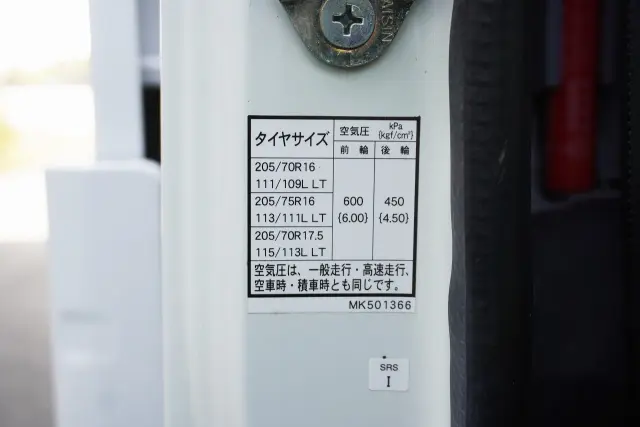 AISIN
タイヤサイズ 空気圧 kPa {kgf/cm²}
前輪 後輪
205/70R16
111/109L LT
205/75R16 600 450
113/111L LT {6.00} {4.50}
205/70R17.5
115/113L LT
空気圧は、一般走行・高速走行、
空車時・積車時とも同じです。
MK501366
SRS
I